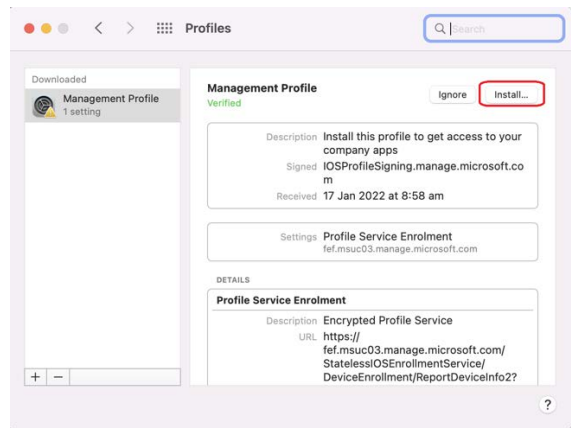 Profiles
Search
Downloaded
Management Profile
1 setting
Management Profile
Verified
Ignore
Install...
Description Install this profile to get access to your
company apps
Signed IOSProfileSigning.manage.microsoft.co
m
Received 17 Jan 2022 at 8:58 am
Settings Profile Service Enrolment
fef.msuc03.manage.microsoft.com
DETAILS
Profile Service Enrolment
Description Encrypted Profile Service
URL https://
fef.msuc03.manage.microsoft.com/
StatelessIOSEnrollmentService/
DeviceEnrollment/ReportDeviceInfo2?
+ −
?